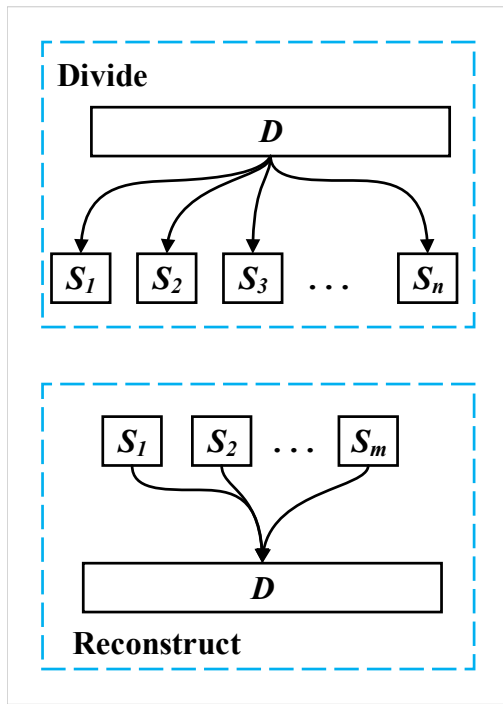 Divide
D
S1 S2 S3 . . . Sn
S1 S2 . . . Sm
D
Reconstruct